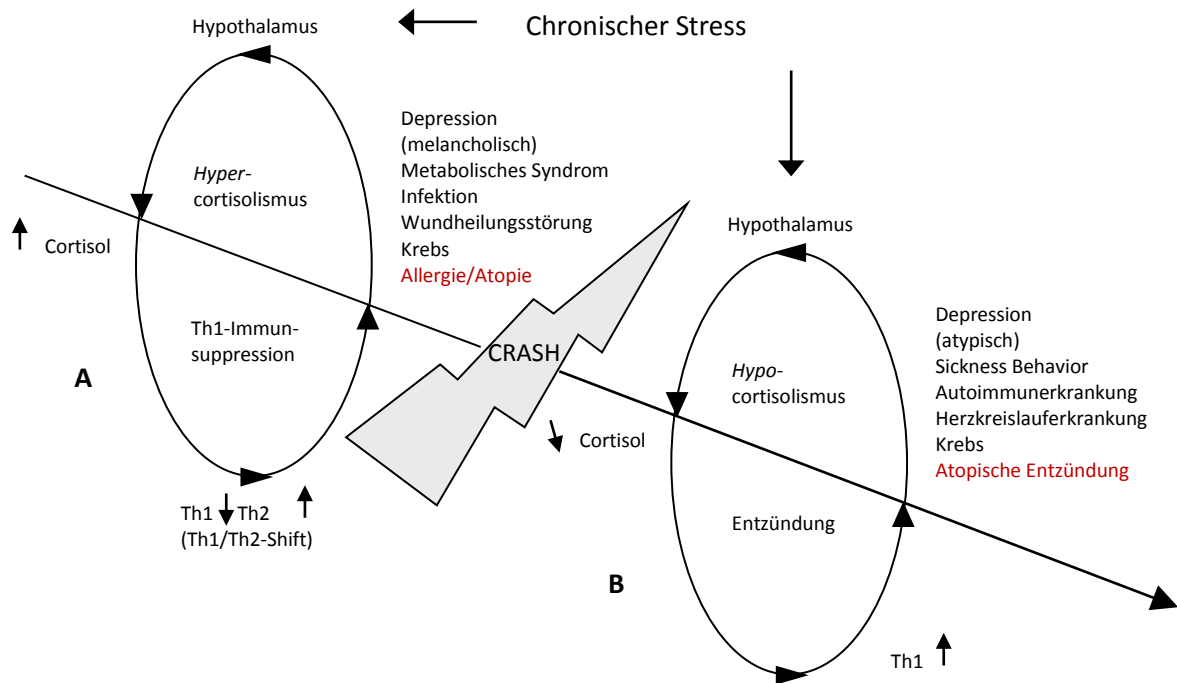 Chronischer Stress
Hypothalamus
Hyper-
cortisolismus
Cortisol
Th1-Immun-
suppression
A
Th1 Th2
(Th1/Th2-Shift)
Depression
(melancholisch)
Metabolisches Syndrom
Infektion
Wundheilungsstörung
Krebs
Allergie/Atopie
CRASH
Cortisol
Hypothalamus
Hypo-
cortisolismus
Entzündung
B
Th1
Depression
(atypisch)
Sickness Behavior
Autoimmunerkrankung
Herzkreislauferkrankung
Krebs
Atopische Entzündung